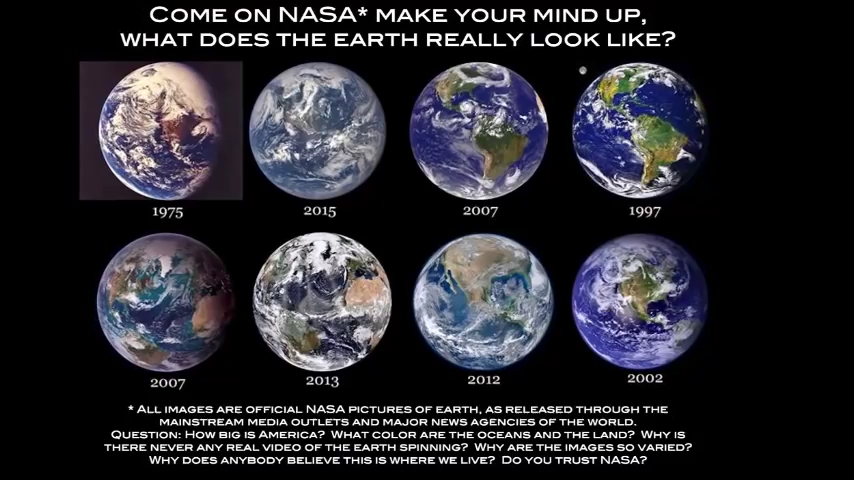 Come on NASA* make your mind up,
what does the earth really look like?
1975 2015 2007 1997
2007 2013 2012 2002
* All images are official NASA pictures of earth, as released through the
mainstream media outlets and major news agencies of the world.
Question: How big is America? What color are the oceans and the land? Why is
there never any real video of the earth spinning? Why are the images so varied?
Why does anybody believe this is where we live? Do you trust NASA?